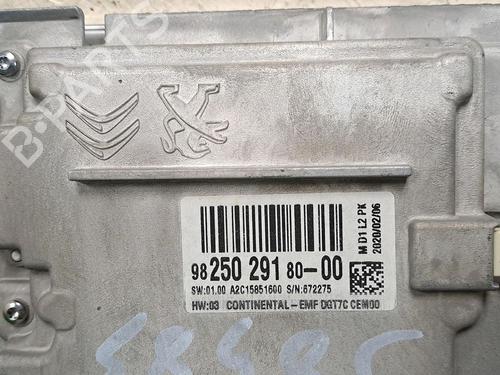 B-PARTS
98 250 291 80-00
SW:01.00 A2C15851600 S/N:672275
HW:03 CONTINENTAL-EMF DGT7C CEM00
M D1 L2 PK
2020/02/06